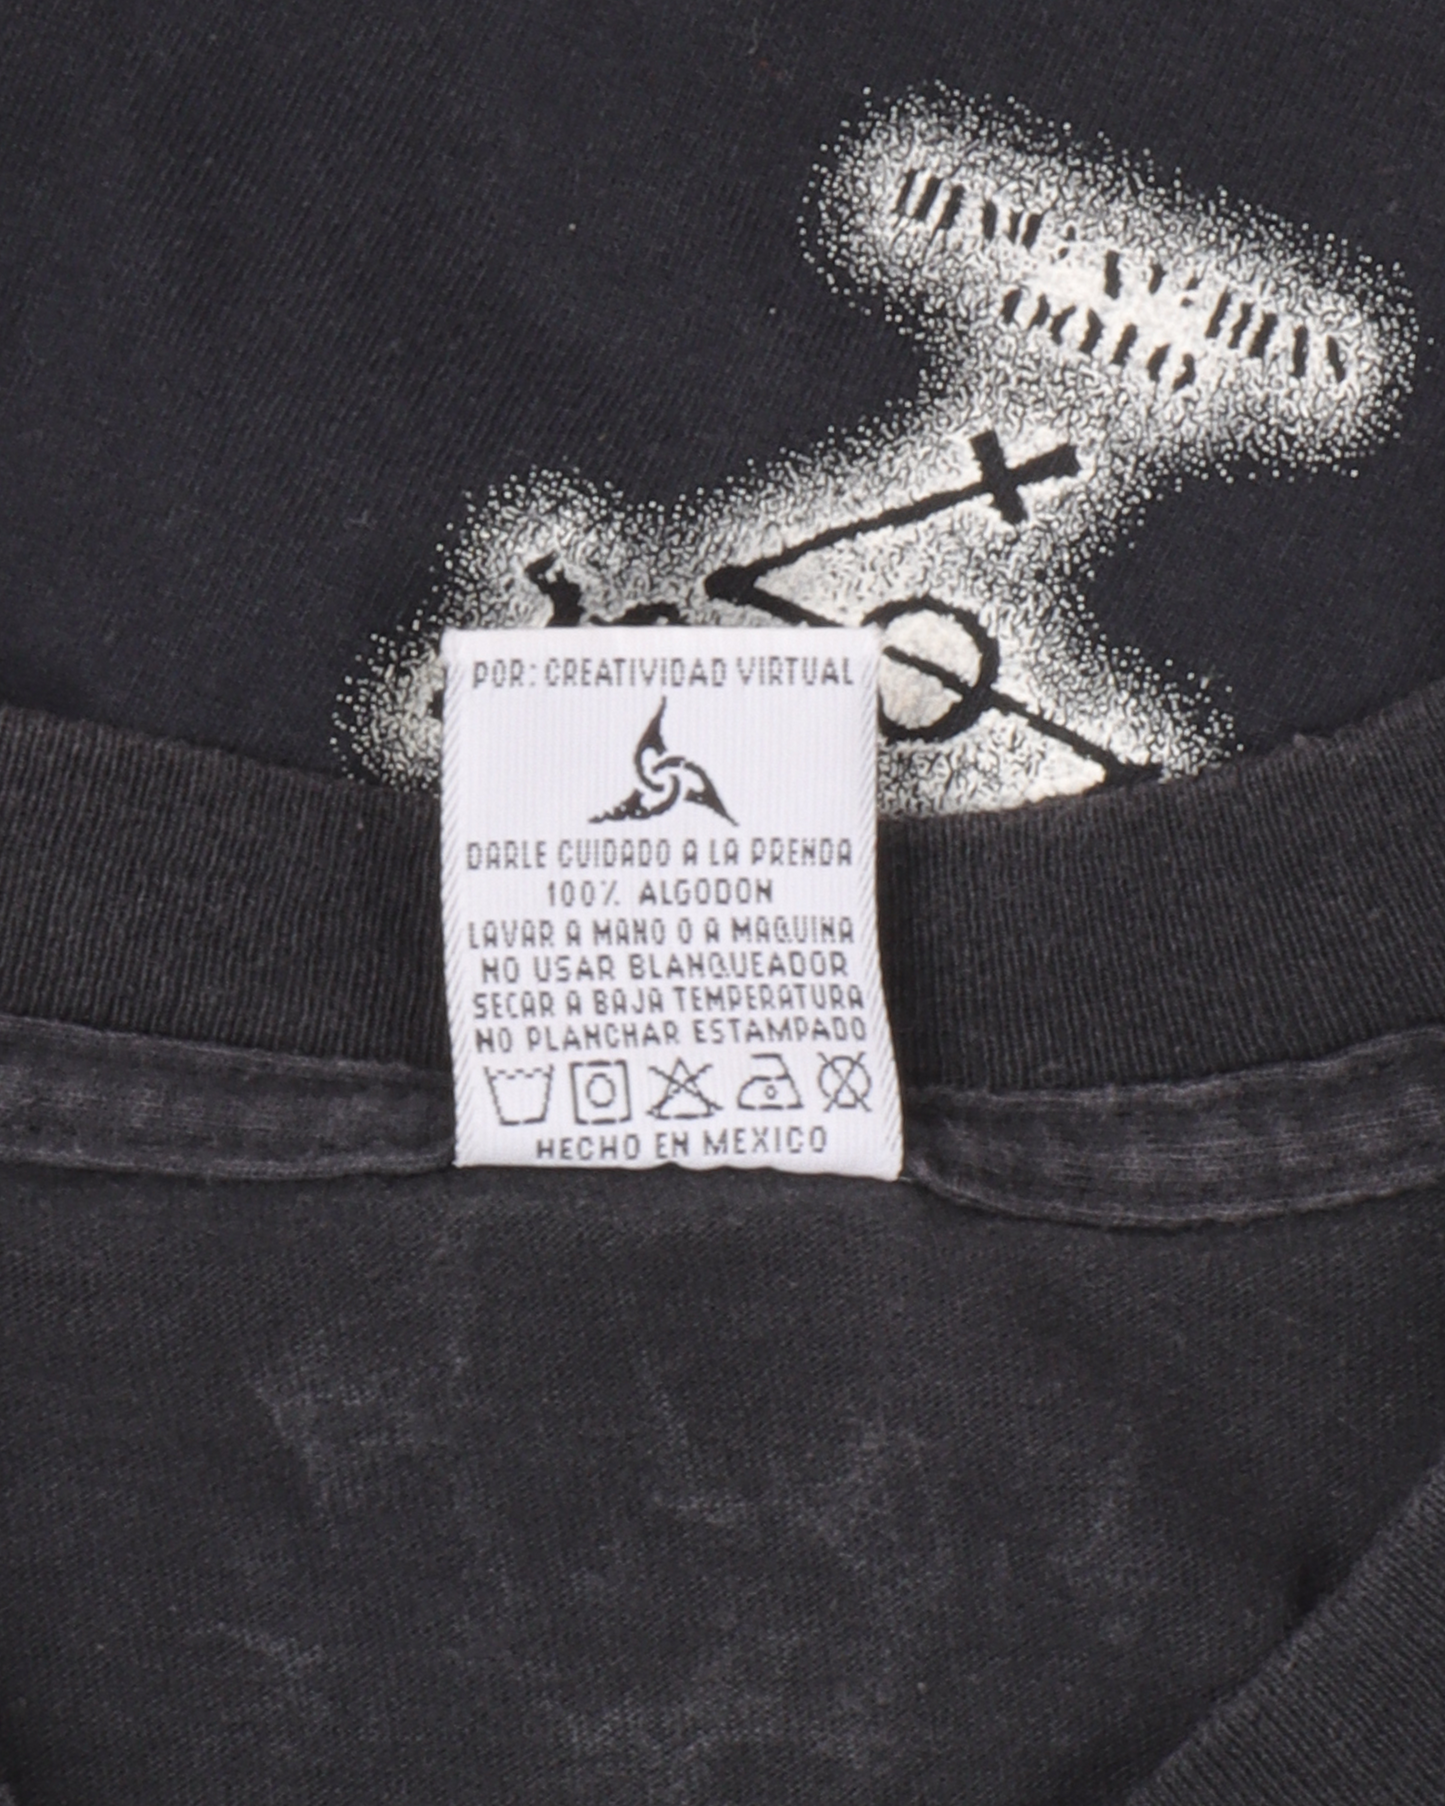 POR: CREATIVIDAD VIRTUAL
DARLE CUIDADO A LA PRENDA
100% ALGODON
LAVAR A MANO O A MAQUINA
NO USAR BLANQUEADOR
SECAR A BAJA TEMPERATURA
NO PLANCHAR ESTAMPADO
HECHO EN MEXICO